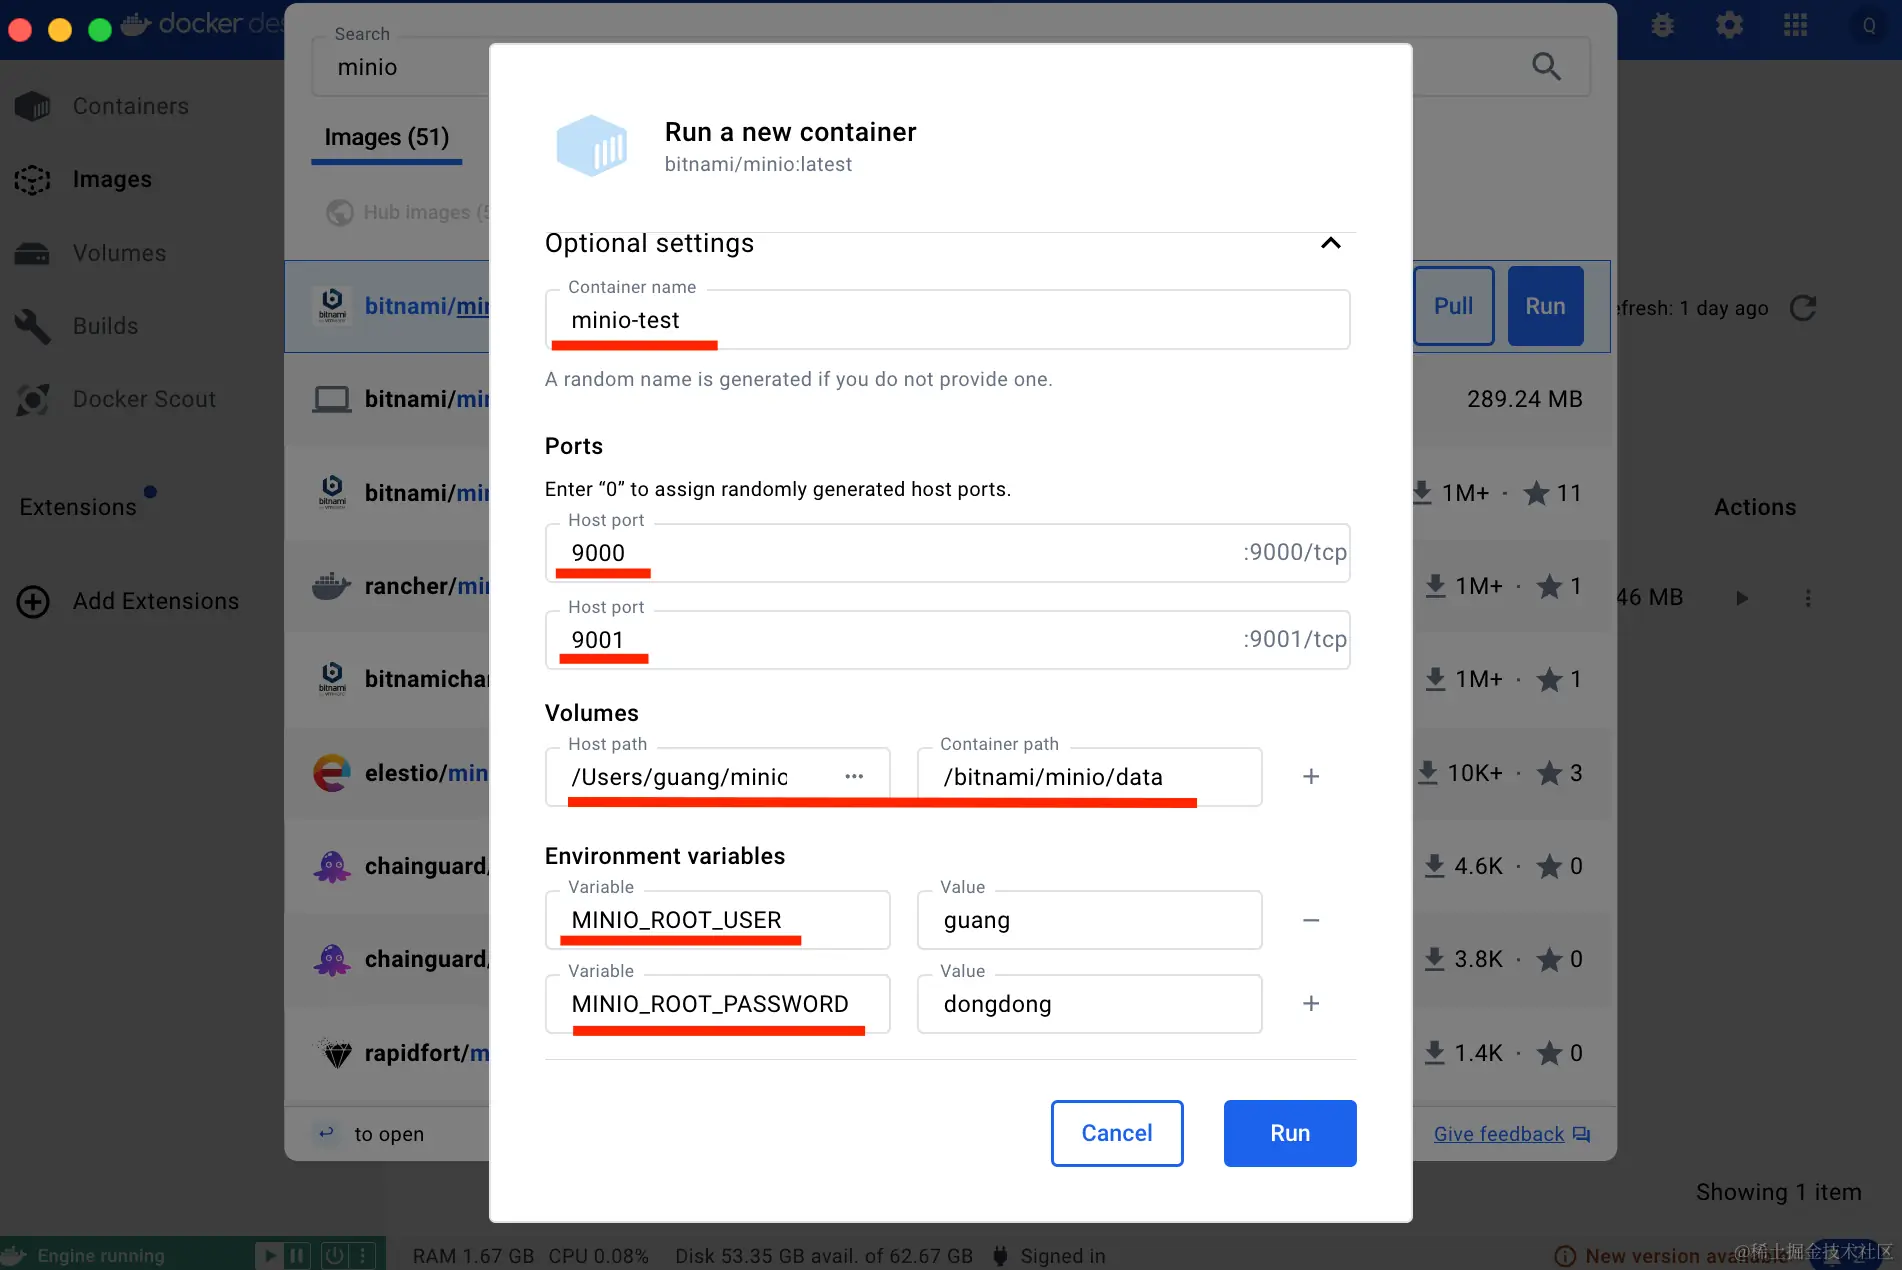 docker des
Q
Search
minio
Images (51)
Hub images (5
Containers
Images
Volumes
Builds
Docker Scout
Extensions
Add Extensions
bitnami/min
bitnami/min
bitnami/min
rancher/min
bitnamichar
elestio/min
chainguard/
chainguard/
rapidfort/m
to open
Run a new container
bitnami/minio:latest
Optional settings
Container name
minio-test
A random name is generated if you do not provide one.
Ports
Enter “0” to assign randomly generated host ports.
Host port
9000
:9000/tcp
Host port
9001
:9001/tcp
Volumes
Host path
/Users/guang/minio
Container path
/bitnami/minio/data
Environment variables
Variable
MINIO_ROOT_USER
Value
guang
Variable
MINIO_ROOT_PASSWORD
Value
dongdong
Cancel
Run
Pull
Run
efresh: 1 day ago
289.24 MB
1M+ · 11
Actions
1M+ · 1
46 MB
1M+ · 1
10K+ · 3
4.6K · 0
3.8K · 0
1.4K · 0
Give feedback
Showing 1 item
Engine running
RAM 1.67 GB CPU 0.08% Disk 53.35 GB avail. of 62.67 GB Signed in
New version available
@稀土掘金技术社区